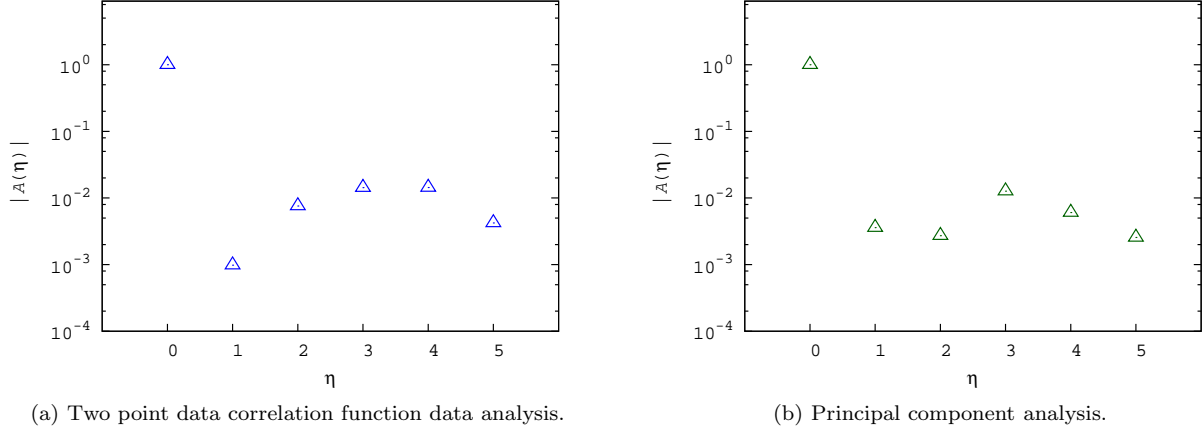 10^0
10^-1
10^-2
10^-3
10^-4
|A(η)|
0 1 2 3 4 5
η
(a) Two point data correlation function data analysis.
10^0
10^-1
10^-2
10^-3
10^-4
|A(η)|
0 1 2 3 4 5
η
(b) Principal component analysis.